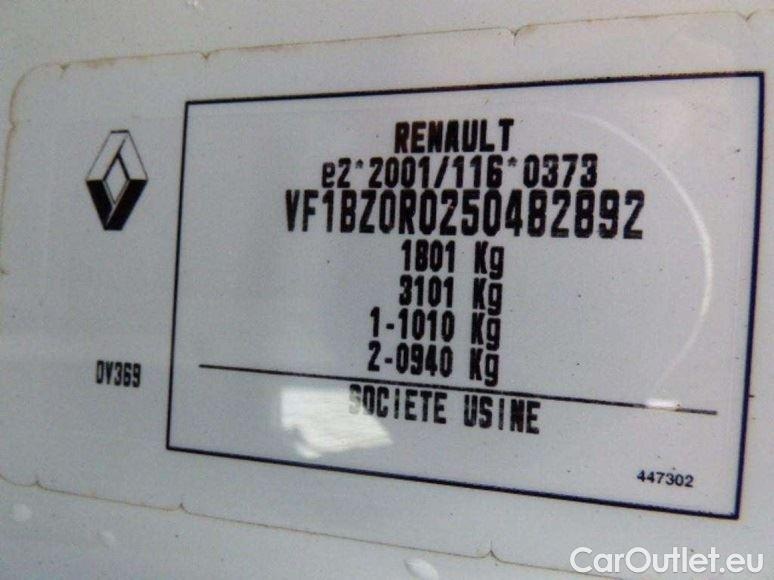 RENAULT
e2*2001/116*0373
VF1BZ0R0250482892
1801 Kg
3101 Kg
1-1010 Kg
2-0940 Kg
DV369
SOCIETE USINE
447302
CarOutlet.eu